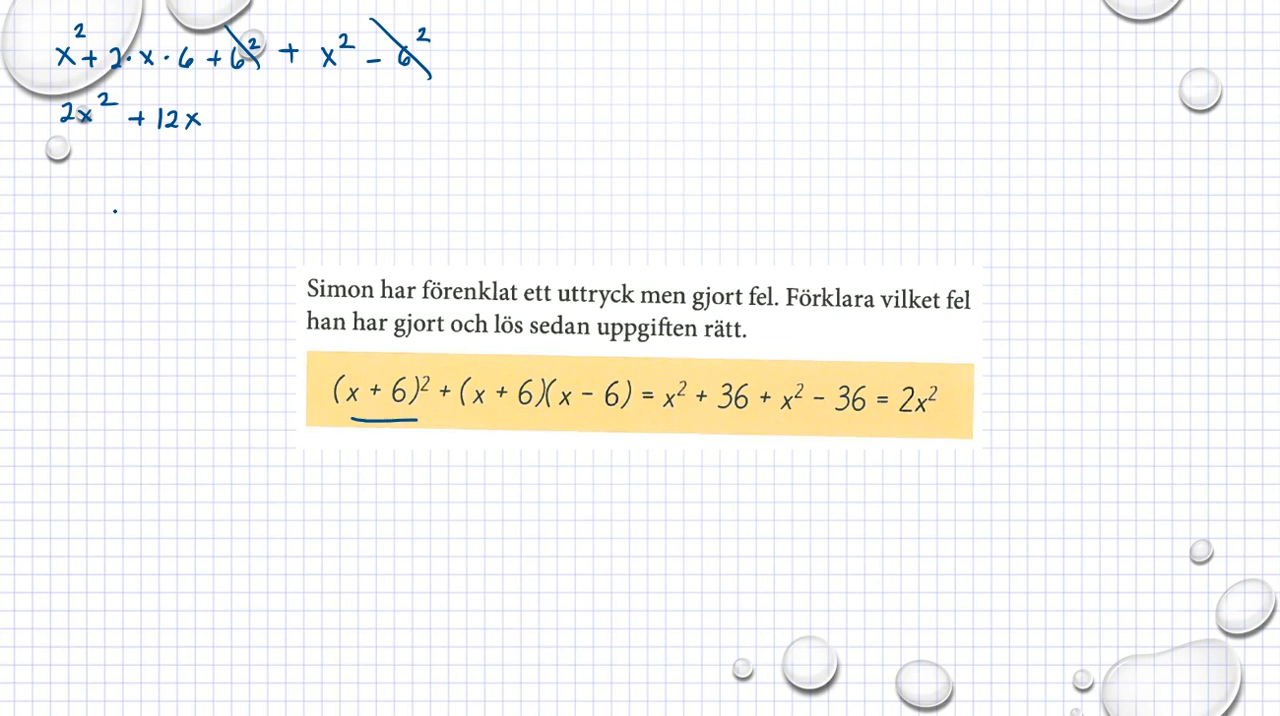 x² + 2·x·6 + 6² + x² - 6²
2x² + 12x
Simon har förenklat ett uttryck men gjort fel. Förklara vilket fel
han har gjort och lös sedan uppgiften rätt.
(x + 6)² + (x + 6)(x - 6) = x² + 36 + x² - 36 = 2x²